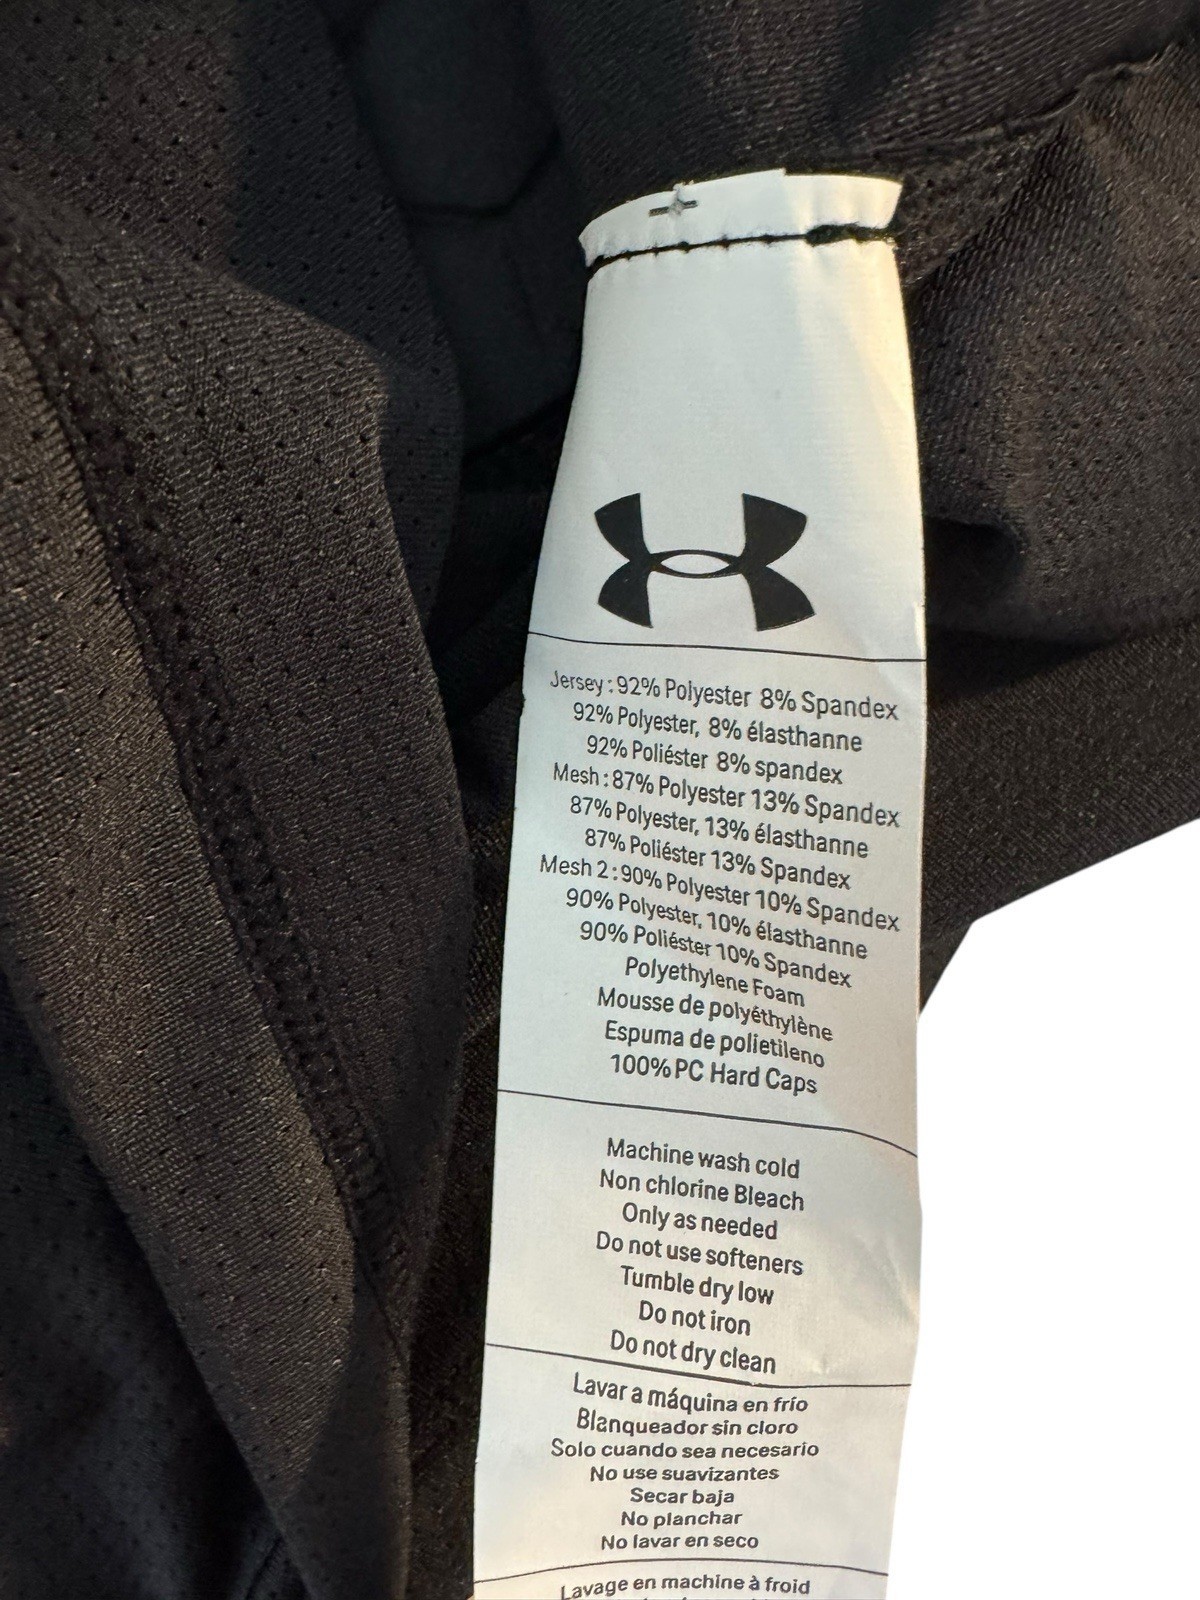 Jersey : 92% Polyester 8% Spandex
92% Polyester, 8% élasthanne
92% Poliéster 8% spandex
Mesh : 87% Polyester 13% Spandex
87% Polyester, 13% élasthanne
87% Poliéster 13% Spandex
Mesh 2 : 90% Polyester 10% Spandex
90% Polyester, 10% élasthanne
90% Poliéster 10% Spandex
Polyethylene Foam
Mousse de polyéthylène
Espuma de polietileno
100% PC Hard Caps
Machine wash cold
Non chlorine Bleach
Only as needed
Do not use softeners
Tumble dry low
Do not iron
Do not dry clean
Lavar a máquina en frío
Blanqueador sin cloro
Solo cuando sea necesario
No use suavizantes
Secar baja
No planchar
No lavar en seco
Lavage en machine à froid